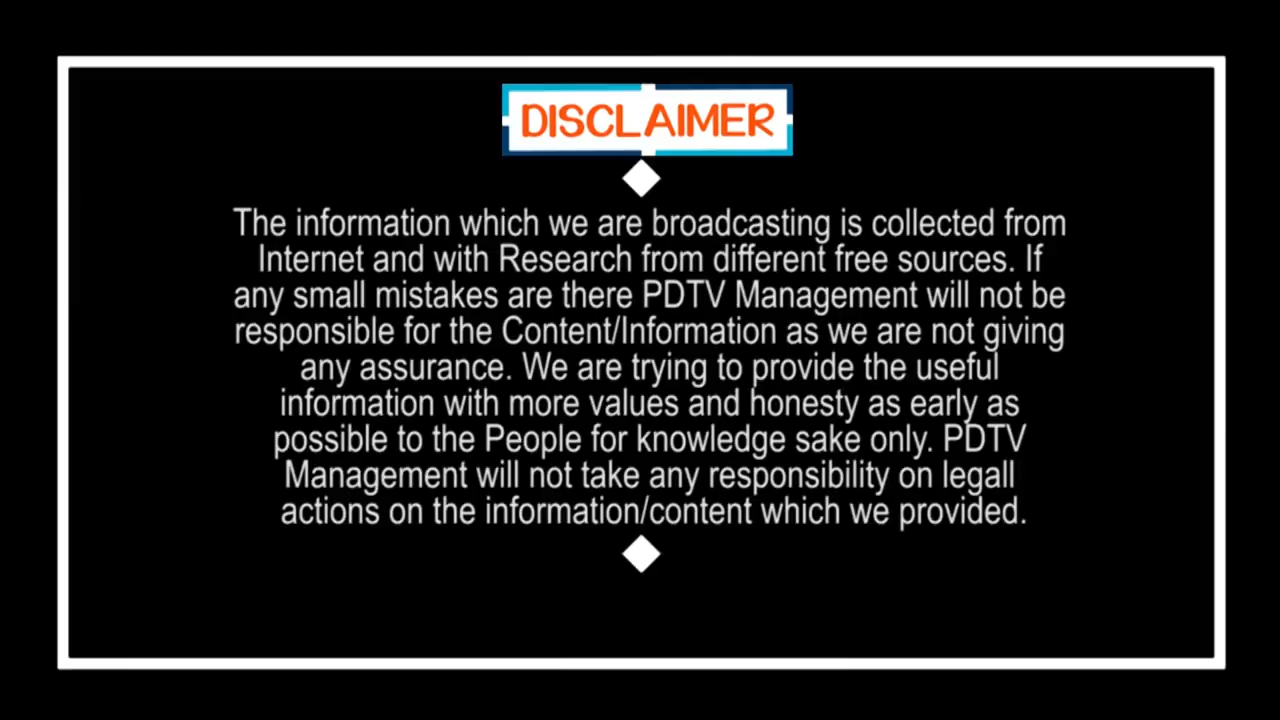 DISCLAIMER
The information which we are broadcasting is collected from
Internet and with Research from different free sources. If
any small mistakes are there PDTV Management will not be
responsible for the Content/Information as we are not giving
any assurance. We are trying to provide the useful
information with more values and honesty as early as
possible to the People for knowledge sake only. PDTV
Management will not take any responsibility on legall
actions on the information/content which we provided.